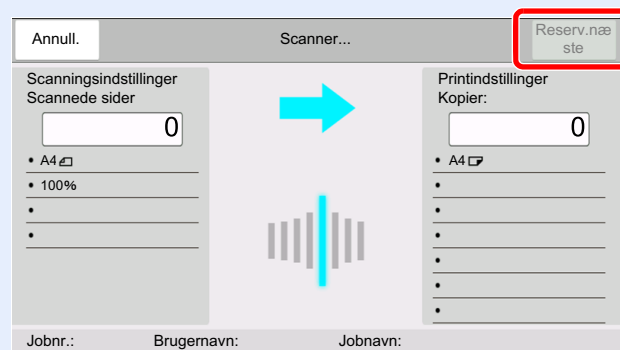 Annull.
Scanner...
Reserv.næ
ste
Scanningsindstillinger
Scannede sider
0
• A4
• 100%
•
•
Printindstillinger
Kopier:
0
• A4
•
•
•
•
•
•
Jobnr.: Brugernavn: Jobnavn: